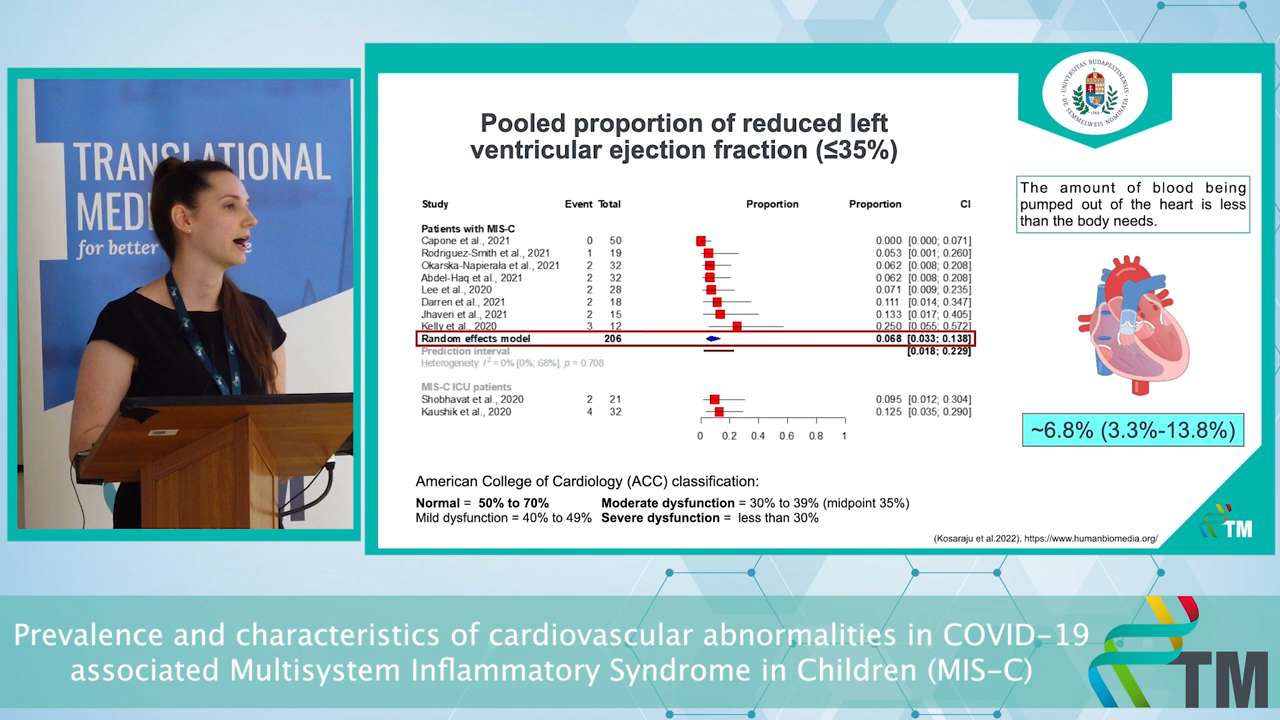 TRANSLATIONAL
MED
for better
UNIVERSITAS BUDAPESTINENSIS
DE SEMMELWEIS NOMINATA
Pooled proportion of reduced left
ventricular ejection fraction (≤35%)
Study Event Total Proportion Proportion CI
Patients with MIS-C
Capone et al., 2021 0 50 0.000 [0.000; 0.071]
Rodriguez-Smith et al., 2021 1 19 0.053 [0.001; 0.260]
Okarska-Napierała et al., 2021 2 32 0.062 [0.008; 0.208]
Abdel-Haq et al., 2021 2 32 0.062 [0.008; 0.208]
Lee et al., 2020 2 28 0.071 [0.009; 0.235]
Darren et al., 2021 2 18 0.111 [0.014; 0.347]
Jhaveri et al., 2021 2 15 0.133 [0.017; 0.405]
Kelly et al., 2020 3 12 0.250 [0.055; 0.572]
Random effects model 206 0.068 [0.033; 0.138]
Prediction interval [0.018; 0.229]
Heterogeneity: I² = 0% [0%; 68%], p = 0.708
MIS-C ICU patients
Shobhavat et al., 2020 2 21 0.095 [0.012; 0.304]
Kaushik et al., 2020 4 32 0.125 [0.035; 0.290]
0 0.2 0.4 0.6 0.8 1
The amount of blood being
pumped out of the heart is less
than the body needs.
~6.8% (3.3%-13.8%)
American College of Cardiology (ACC) classification:
Normal = 50% to 70% Moderate dysfunction = 30% to 39% (midpoint 35%)
Mild dysfunction = 40% to 49% Severe dysfunction = less than 30%
(Kosaraju et al.2022), https://www.humanbiomedia.org/
TM
Prevalence and characteristics of cardiovascular abnormalities in COVID-19
associated Multisystem Inflammatory Syndrome in Children (MIS-C)
TM